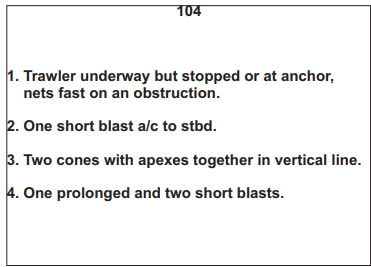 104
1. Trawler underway but stopped or at anchor,
nets fast on an obstruction.
2. One short blast a/c to stbd.
3. Two cones with apexes together in vertical line.
4. One prolonged and two short blasts.